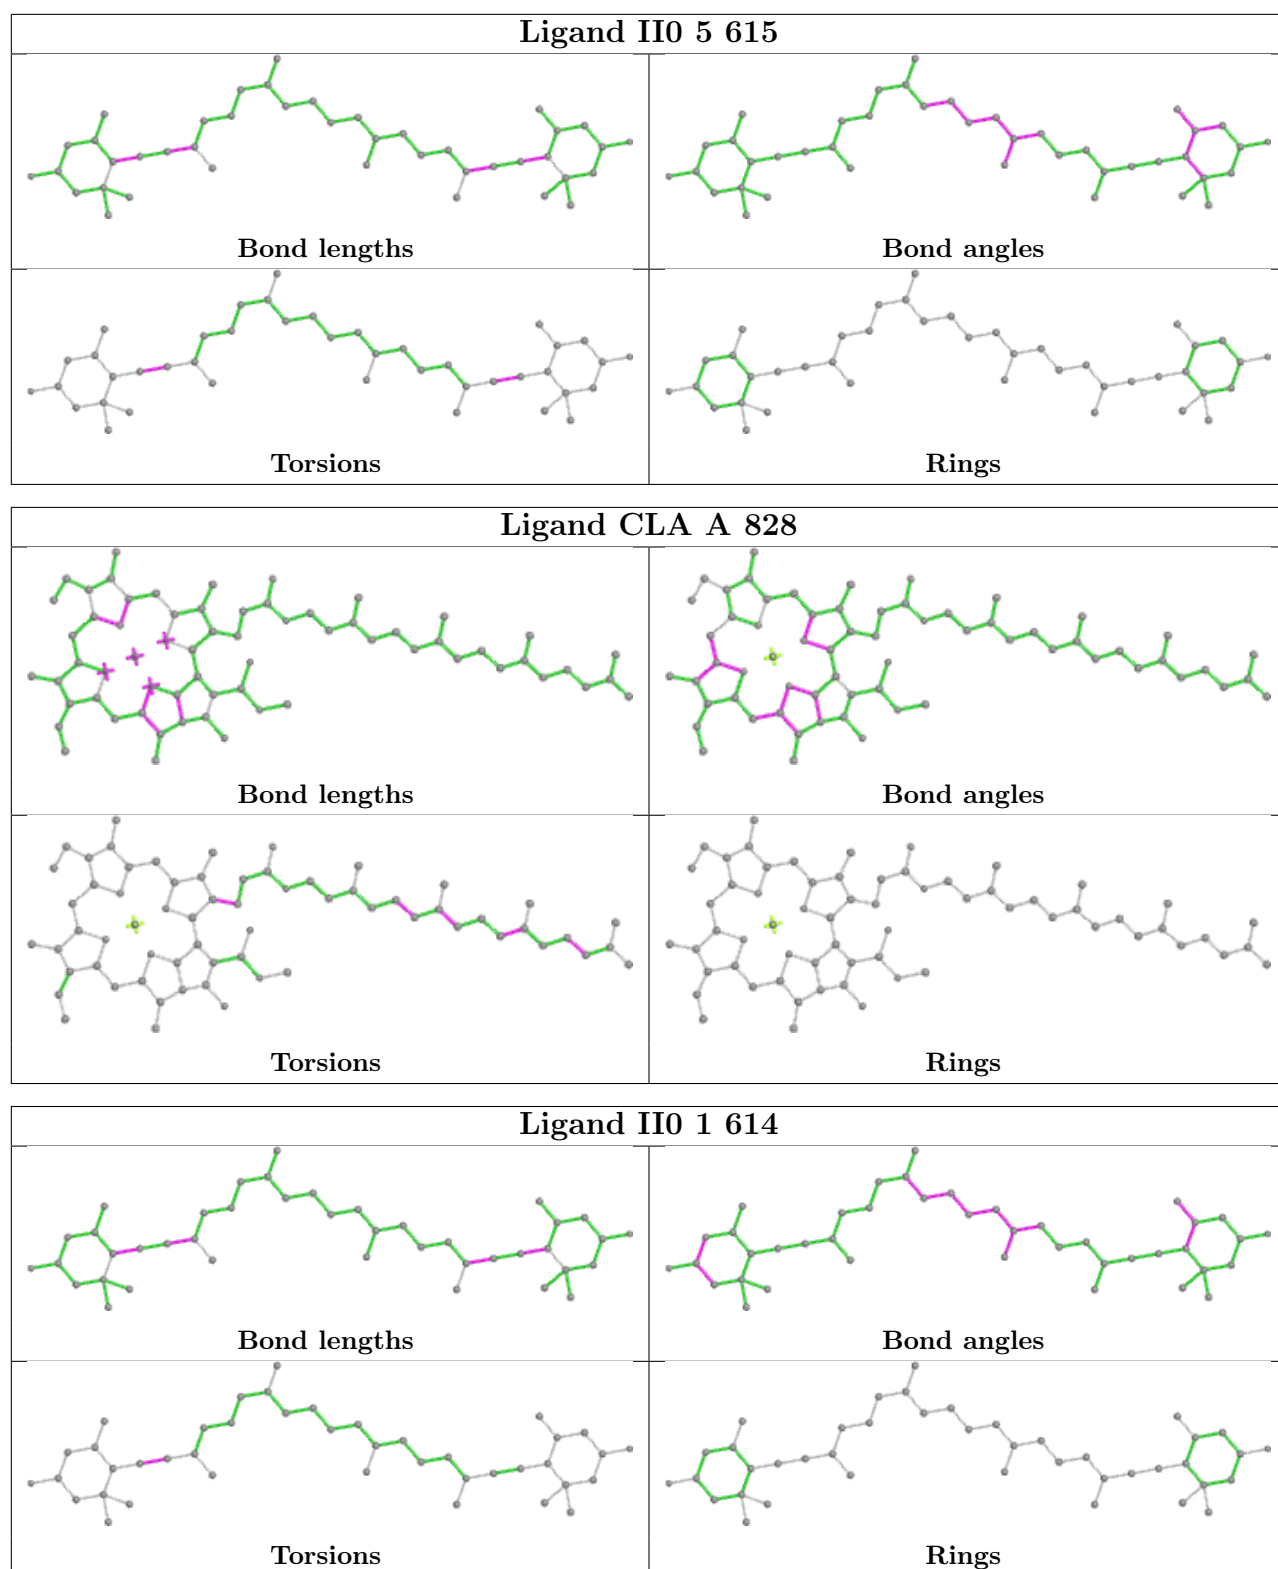 Ligand II0 5 615
Bond lengths
Bond angles
Torsions
Rings
Ligand CLA A 828
Bond lengths
Bond angles
Torsions
Rings
Ligand II0 1 614
Bond lengths
Bond angles
Torsions
Rings